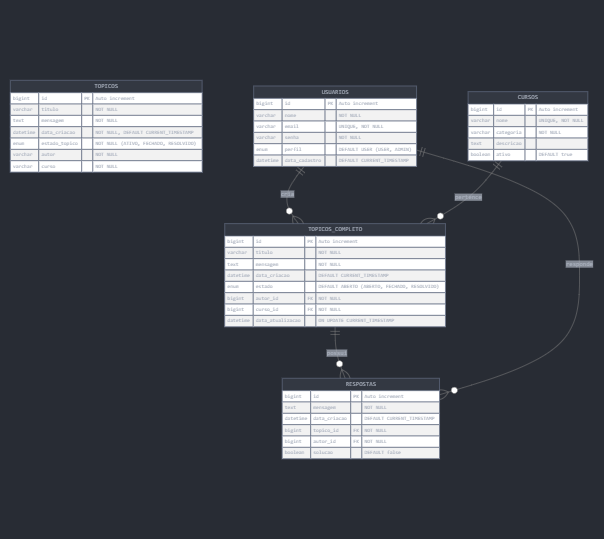 TOPICOS
bigint id PK Auto increment
varchar titulo NOT NULL
text mensagem NOT NULL
datetime data_criacao NOT NULL, DEFAULT CURRENT_TIMESTAMP
enum estado_topico NOT NULL (ATIVO, FECHADO, RESOLVIDO)
varchar autor NOT NULL
varchar curso NOT NULL
USUARIOS
bigint id PK Auto increment
varchar nome NOT NULL
varchar email UNIQUE, NOT NULL
varchar senha NOT NULL
enum perfil DEFAULT USER (USER, ADMIN)
datetime data_cadastro DEFAULT CURRENT_TIMESTAMP
CURSOS
bigint id PK Auto increment
varchar nome UNIQUE, NOT NULL
varchar categoria NOT NULL
text descricao
boolean ativo DEFAULT true
cria
pertence
responde
TOPICOS_COMPLETO
bigint id PK Auto increment
varchar titulo NOT NULL
text mensagem NOT NULL
datetime data_criacao DEFAULT CURRENT_TIMESTAMP
enum estado DEFAULT ABERTO (ABERTO, FECHADO, RESOLVIDO)
bigint autor_id FK NOT NULL
bigint curso_id FK NOT NULL
datetime data_atualizacao ON UPDATE CURRENT_TIMESTAMP
possui
RESPOSTAS
bigint id PK Auto increment
text mensagem NOT NULL
datetime data_criacao DEFAULT CURRENT_TIMESTAMP
bigint topico_id FK NOT NULL
bigint autor_id FK NOT NULL
boolean solucao DEFAULT false